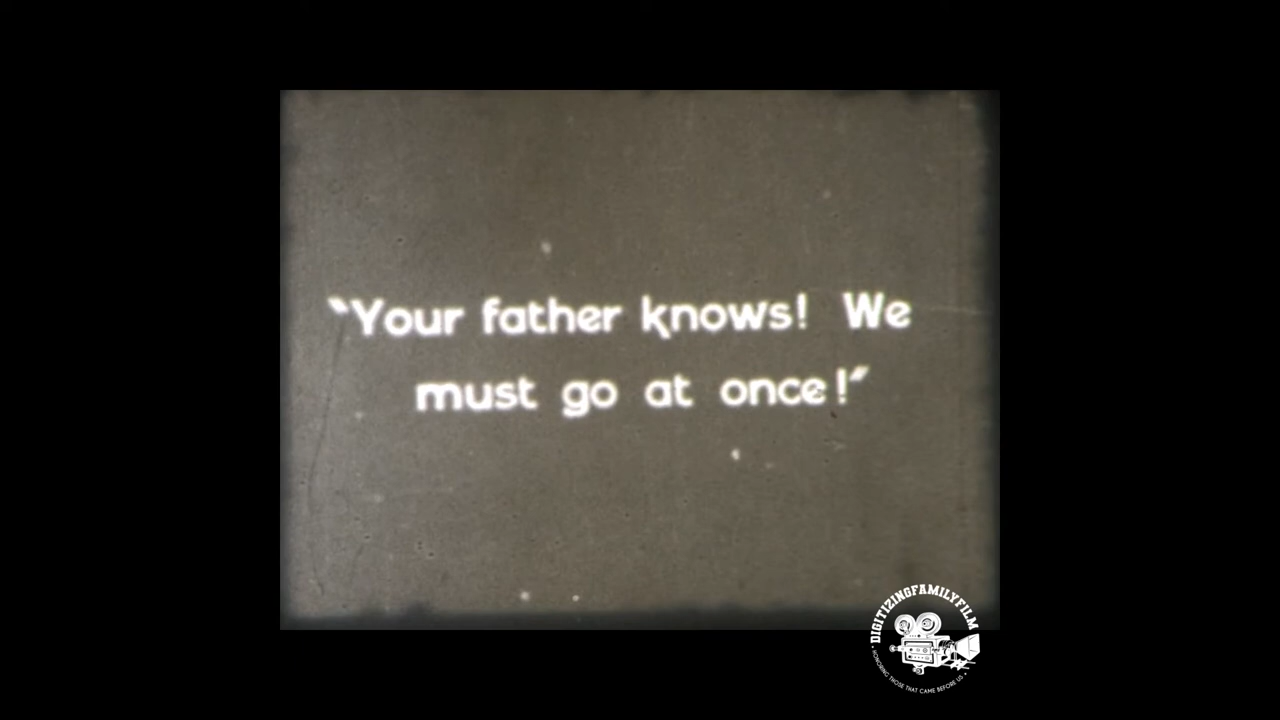 “Your father knows! We
must go at once!”
DIGITIZINGFAMILYFILM
• HONORING THOSE THAT CAME BEFORE US •